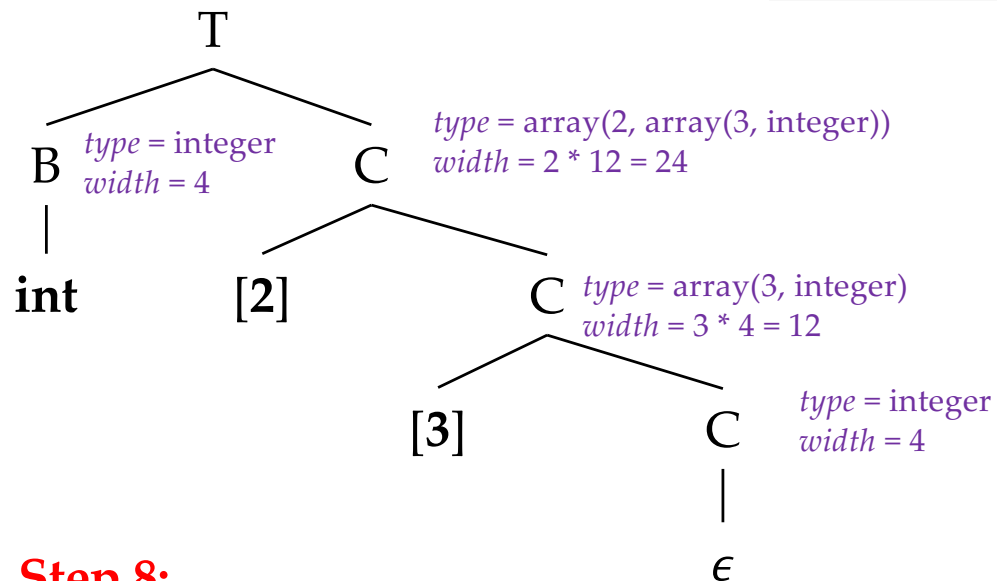 T
type = array(2, array(3, integer))
type = integer
B
C
width = 2 * 12 = 24
width = 4
int
[2]
C
type = array(3, integer)
width = 3 * 4 = 12
type = integer
[3]
C
width = 4
Step 8:
ϵ